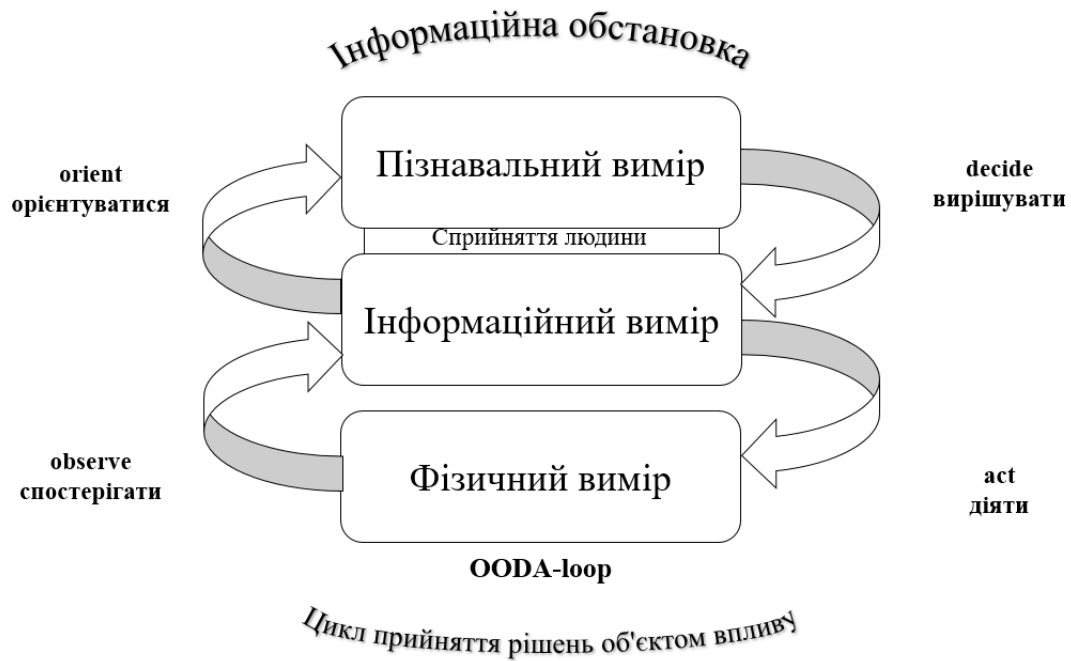 Інформаційна обстановка
Пізнавальний вимір
orient
орієнтуватися
decide
вирішувати
Сприйняття людини
Інформаційний вимір
observe
спостерігати
Фізичний вимір
act
діяти
OODA-loop
Цикл прийняття рішень об'єктом впливу